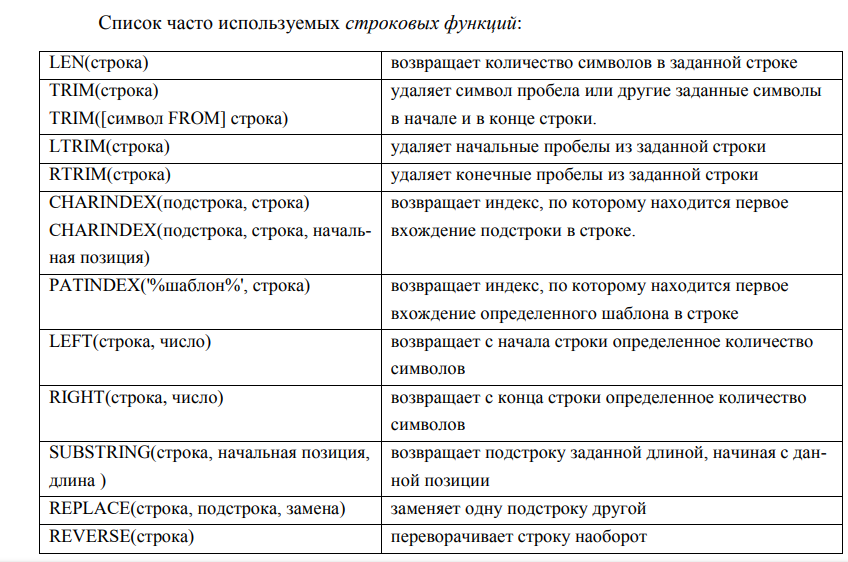 Список часто используемых строковых функций:
LEN(строка)
возвращает количество символов в заданной строке
TRIM(строка)
TRIM([символ FROM] строка)
удаляет символ пробела или другие заданные символы
в начале и в конце строки.
LTRIM(строка)
удаляет начальные пробелы из заданной строки
RTRIM(строка)
удаляет конечные пробелы из заданной строки
CHARINDEX(подстрока, строка)
CHARINDEX(подстрока, строка, началь-
ная позиция)
возвращает индекс, по которому находится первое
вхождение подстроки в строке.
PATINDEX('%шаблон%', строка)
возвращает индекс, по которому находится первое
вхождение определенного шаблона в строке
LEFT(строка, число)
возвращает с начала строки определенное количество
символов
RIGHT(строка, число)
возвращает с конца строки определенное количество
символов
SUBSTRING(строка, начальная позиция,
длина )
возвращает подстроку заданной длиной, начиная с дан-
ной позиции
REPLACE(строка, подстрока, замена)
заменяет одну подстроку другой
REVERSE(строка)
переворачивает строку наоборот